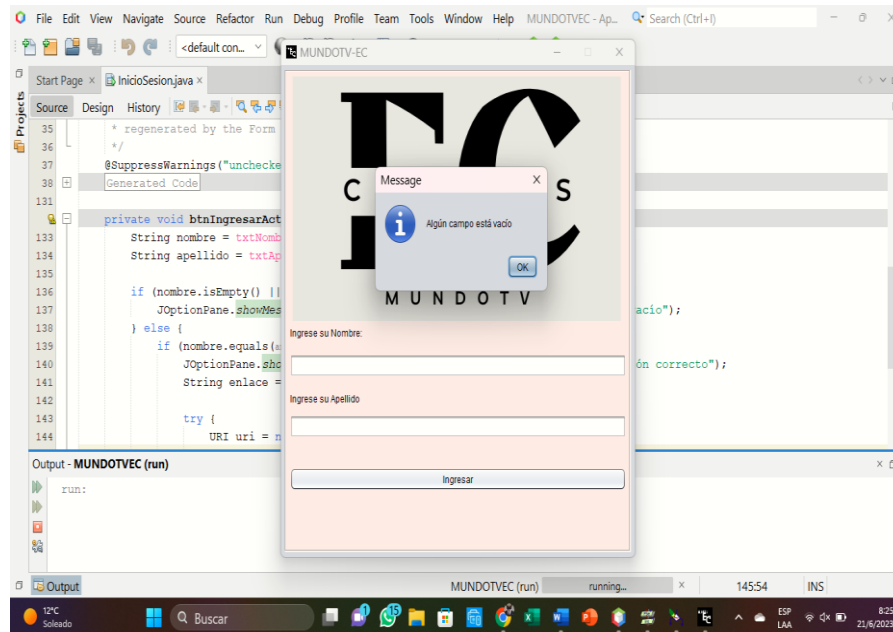 File Edit View Navigate Source Refactor Run Debug Profile Team Tools Window Help MUNDOTVEC - Ap... Search (Ctrl+I)
<default con...
MUNDOTV-EC
Start Page InicioSesion.java
Source Design History
Projects
35 * regenerated by the Form
36 */
37 @SuppressWarnings("unchecke
38 Generated Code
131
private void btnIngresarAct
133 String nombre = txtNomb
134 String apellido = txtAp
135
136 if (nombre.isEmpty() ||
137 JOptionPane.showMes acío");
138 } else {
139 if (nombre.equals(
140 JOptionPane.sho ón correcto");
141 String enlace =
142
143 try {
144 URI uri = n
EC
C S
MUNDOTV
Message X
Algún campo está vacío
OK
Ingrese su Nombre:
Ingrese su Apellido
Ingresar
Output - MUNDOTVEC (run)
run:
Output
MUNDOTVEC (run) running... 145:54 INS
12°C
Soleado
Buscar
ESP
LAA
8:25
21/6/2023